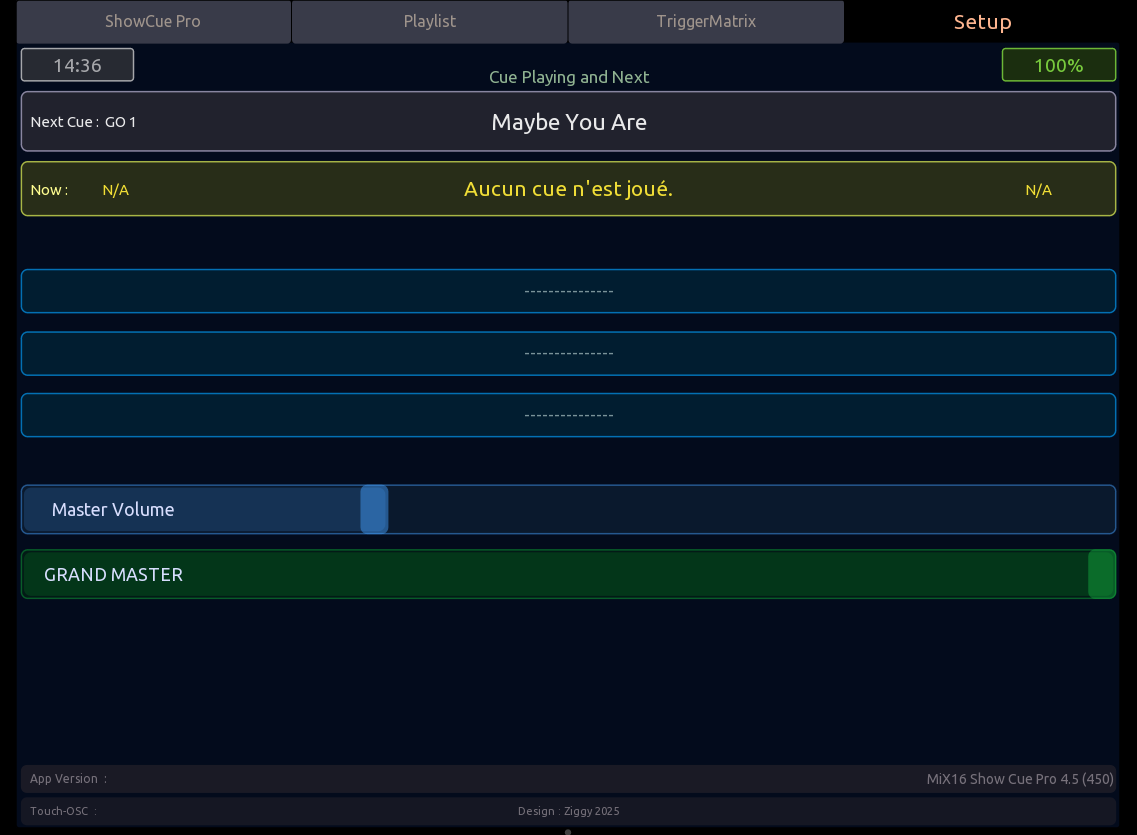 ShowCue Pro Playlist TriggerMatrix Setup
14:36 100%
Cue Playing and Next
Next Cue : GO 1 Maybe You Are
Now : N/A Aucun cue n'est joué. N/A
---------------
---------------
---------------
Master Volume
GRAND MASTER
App Version : MiX16 Show Cue Pro 4.5 (450)
Touch-OSC : Design : Ziggy 2025